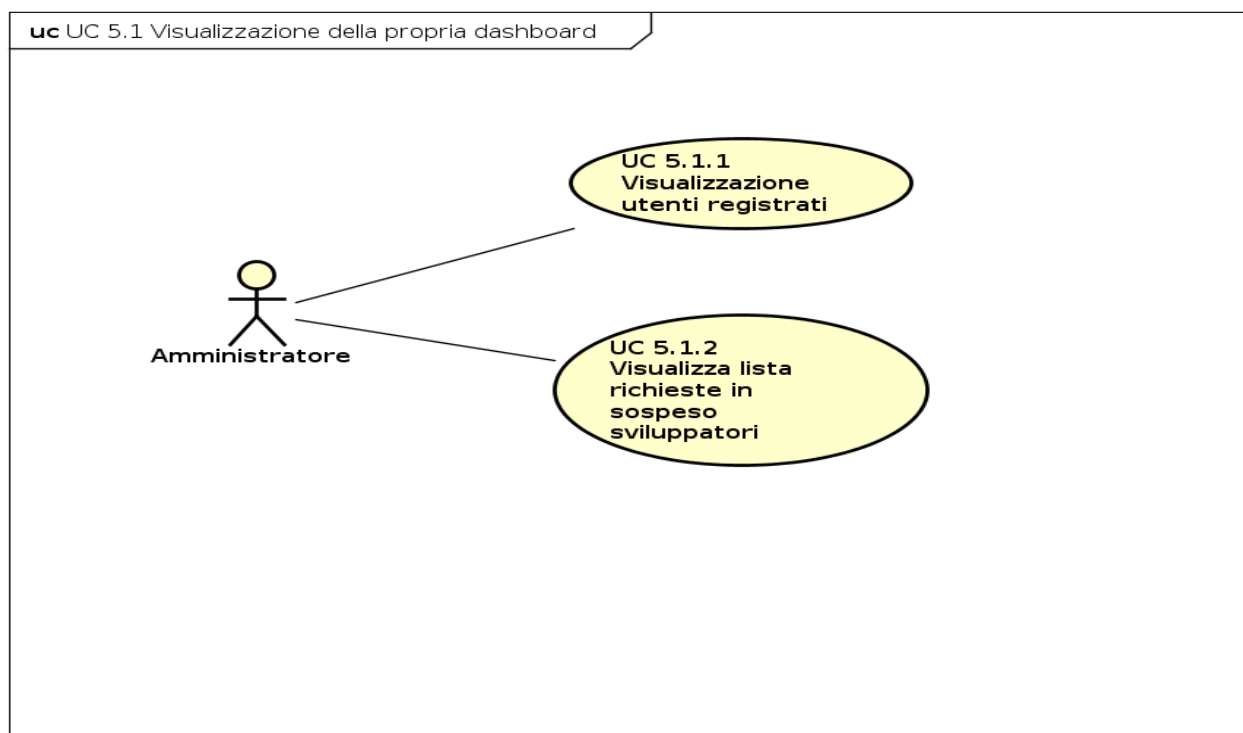 uc UC 5.1 Visualizzazione della propria dashboard
UC 5.1.1
Visualizzazione
utenti registrati
Amministratore
UC 5.1.2
Visualizza lista
richieste in
sospeso
sviluppatori